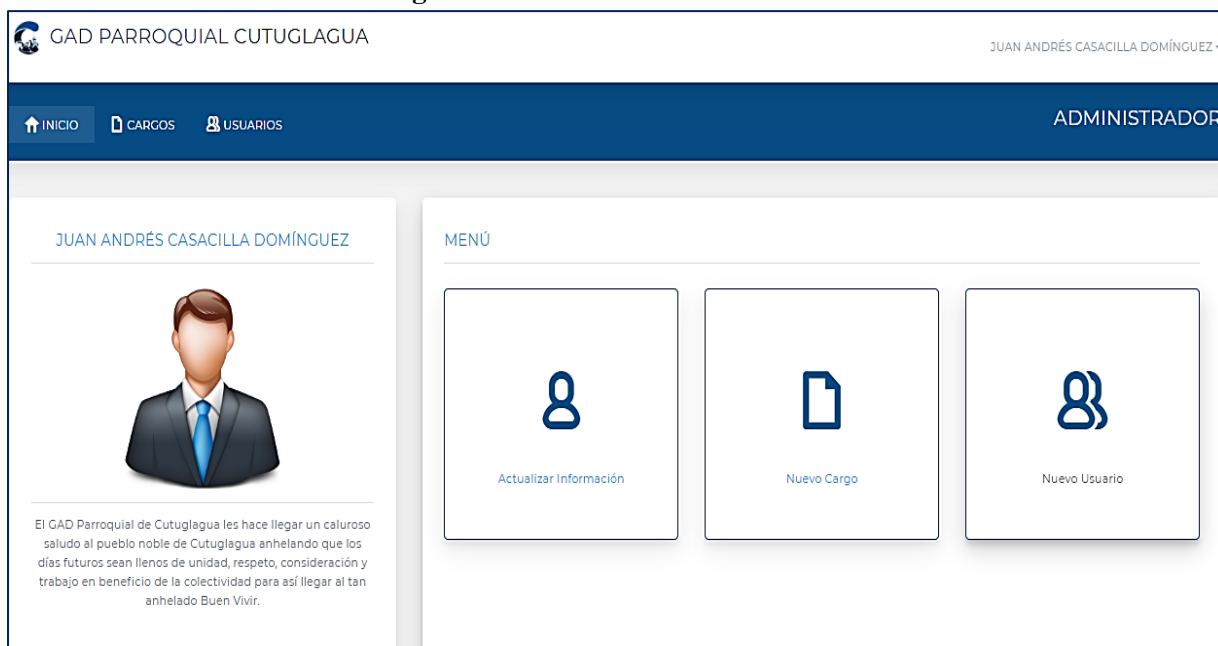 GAD PARROQUIAL CUTUGLAGUA
JUAN ANDRÉS CASACILLA DOMÍNGUEZ
INICIO
CARGOS
USUARIOS
ADMINISTRADOR
JUAN ANDRÉS CASACILLA DOMÍNGUEZ
El GAD Parroquial de Cutuglagua les hace llegar un caluroso
saludo al pueblo noble de Cutuglagua anhelando que los
días futuros sean llenos de unidad, respeto, consideración y
trabajo en beneficio de la colectividad para así llegar al tan
anhelado Buen Vivir.
MENÚ
Actualizar Información
Nuevo Cargo
Nuevo Usuario